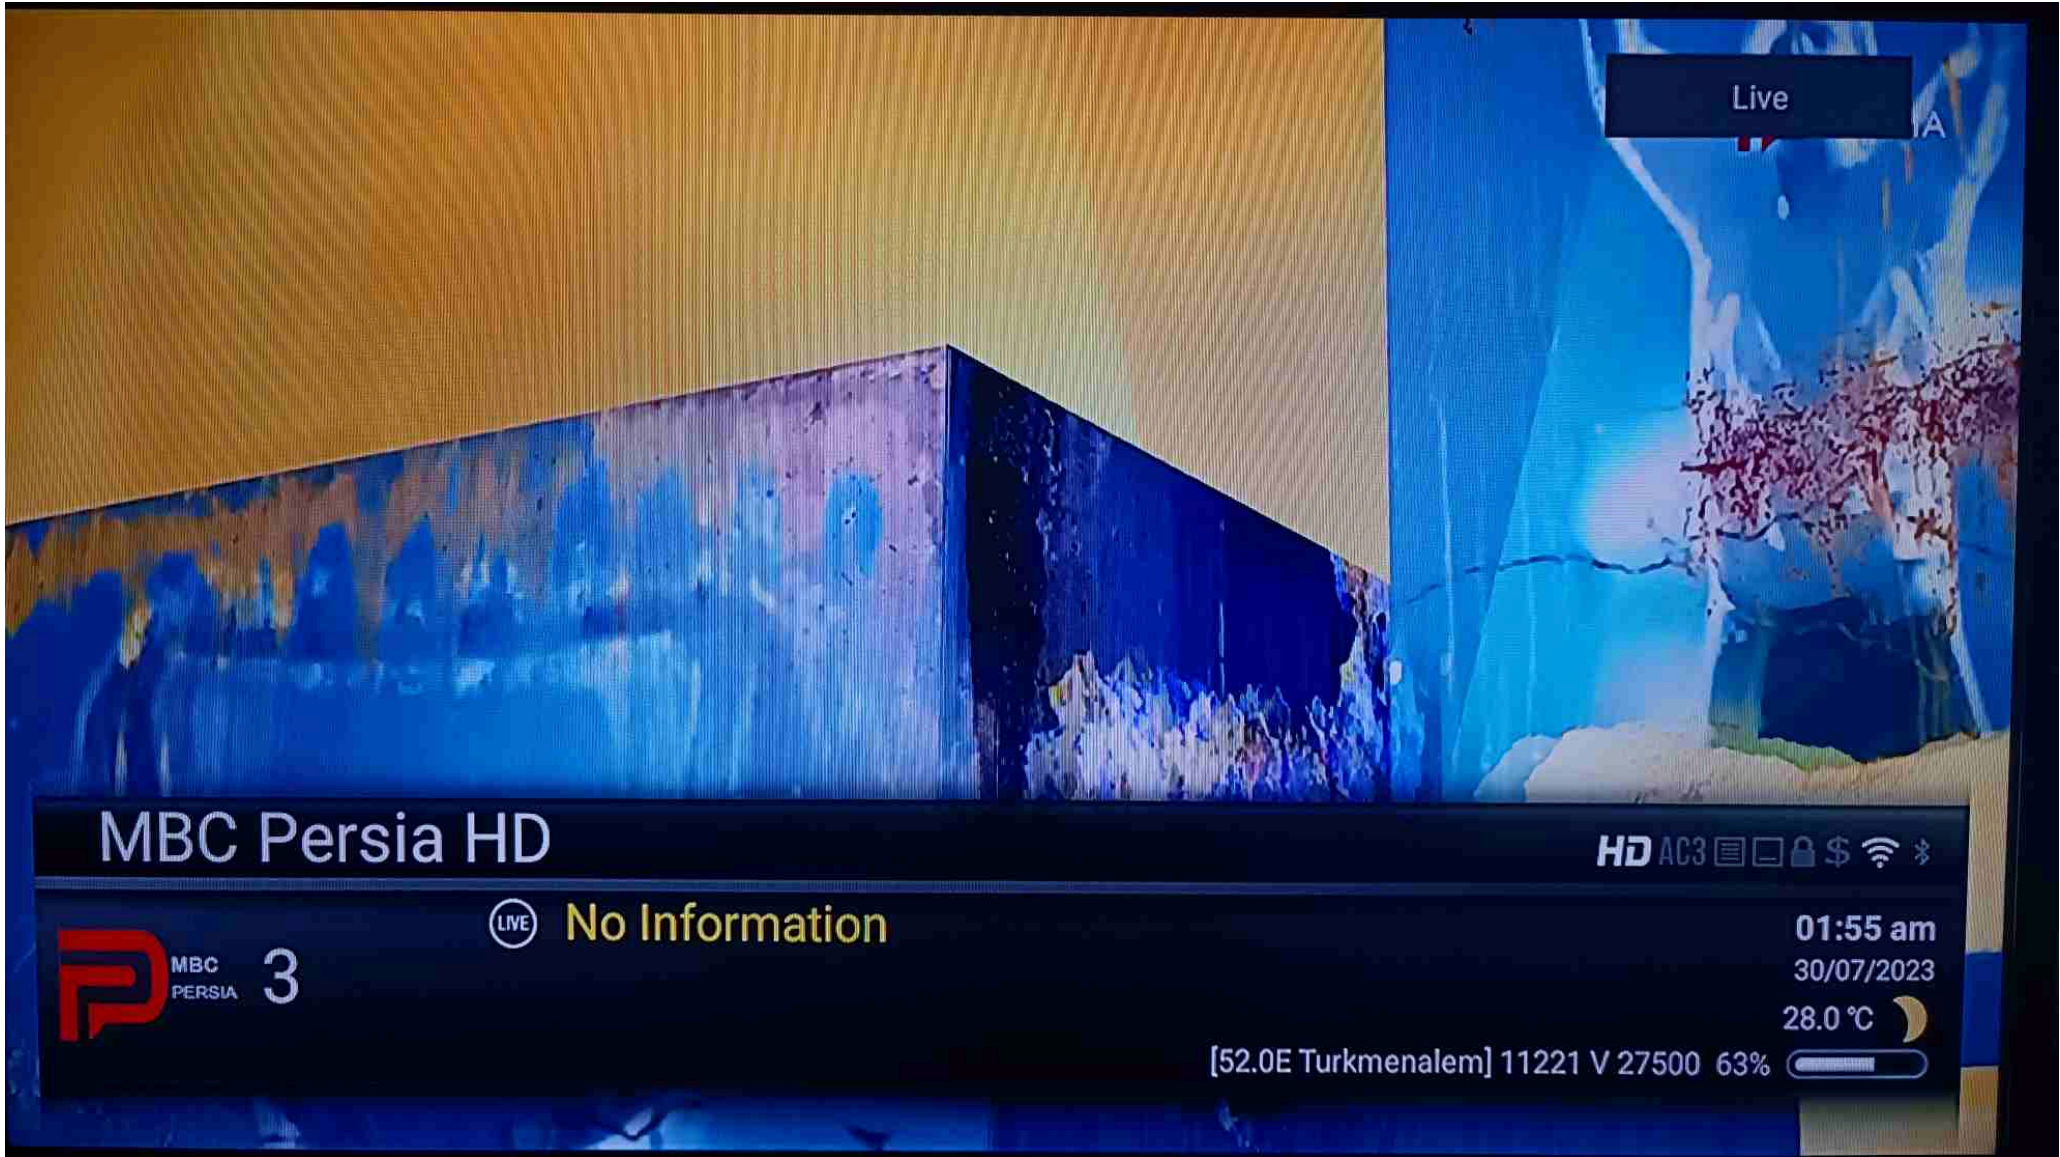 Live
A
MBC Persia HD
HD AC3 $
LIVE No Information
MBC
PERSIA
3
01:55 am
30/07/2023
28.0 °C
[52.0E Turkmenalem] 11221 V 27500 63%